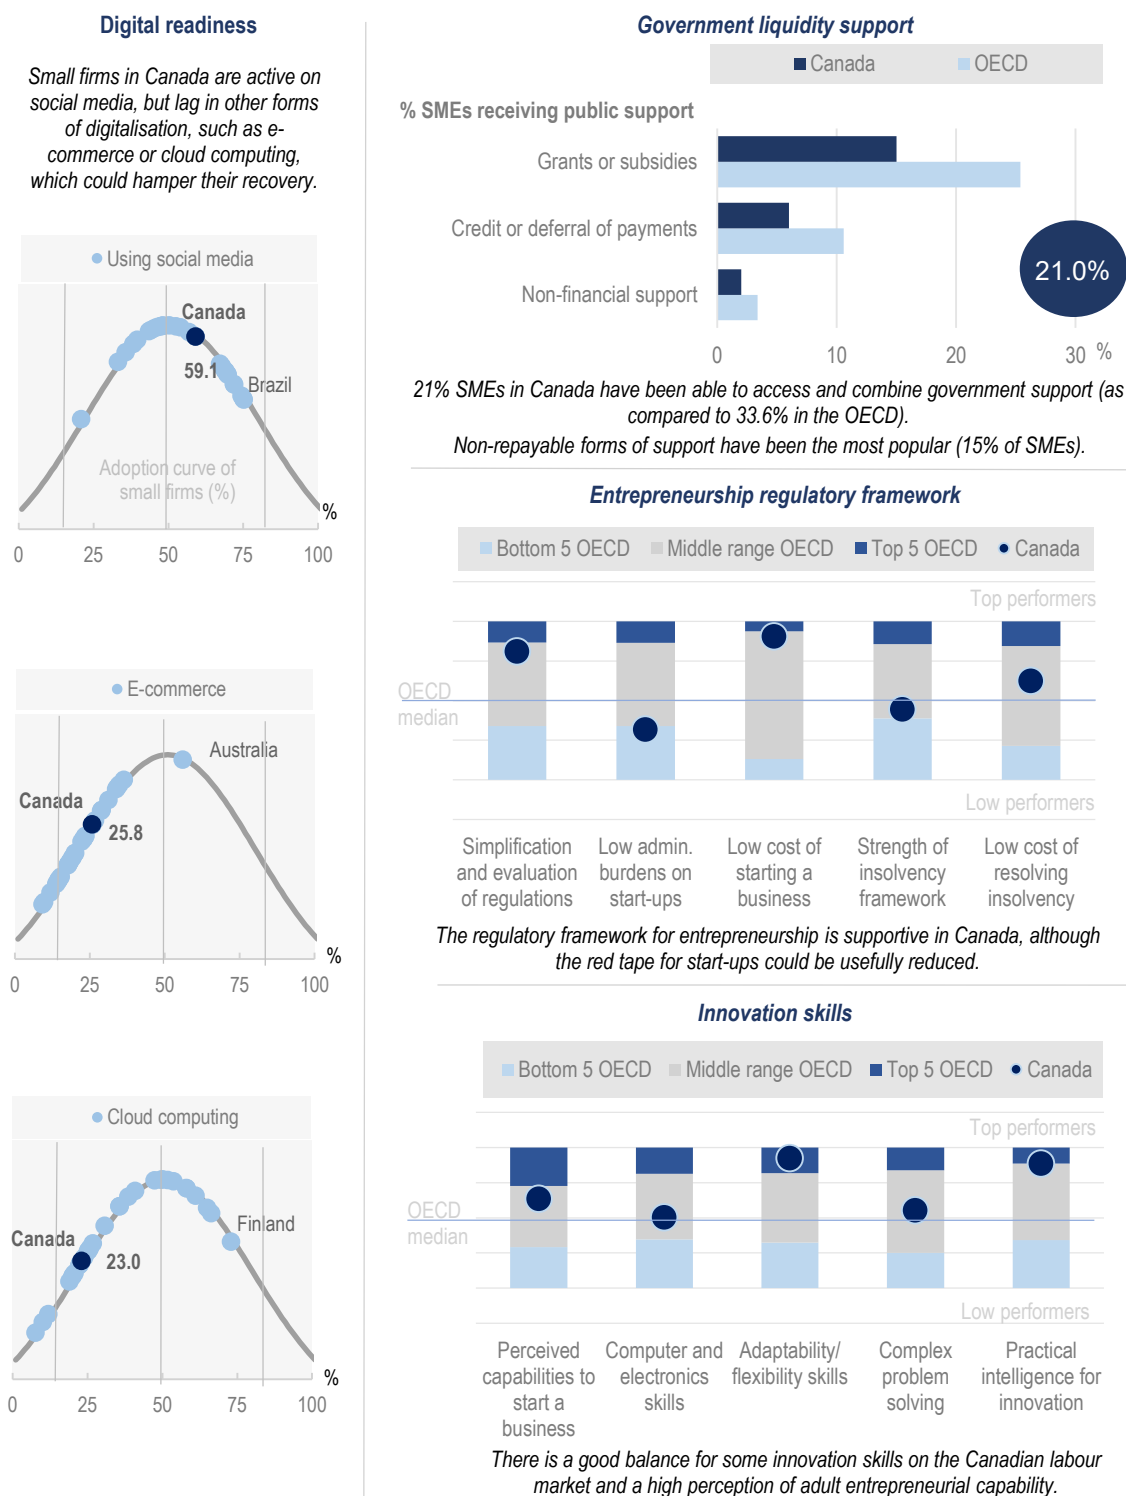 Digital readiness
Small firms in Canada are active on
social media, but lag in other forms
of digitalisation, such as e-
commerce or cloud computing,
which could hamper their recovery.
Using social media
Canada
59.1
Brazil
Adoption curve of
small firms (%)
%
0 25 50 75 100
E-commerce
Australia
Canada
25.8
%
0 25 50 75 100
Cloud computing
Finland
Canada
23.0
%
0 25 50 75 100
Government liquidity support
Canada OECD
% SMEs receiving public support
Grants or subsidies
Credit or deferral of payments
21.0%
Non-financial support
0 10 20 30 %
21% SMEs in Canada have been able to access and combine government support (as
compared to 33.6% in the OECD).
Non-repayable forms of support have been the most popular (15% of SMEs).
Entrepreneurship regulatory framework
Bottom 5 OECD Middle range OECD Top 5 OECD Canada
Top performers
OECD
median
Low performers
Simplification
and evaluation
of regulations
Low admin.
burdens on
start-ups
Low cost of
starting a
business
Strength of
insolvency
framework
Low cost of
resolving
insolvency
The regulatory framework for entrepreneurship is supportive in Canada, although
the red tape for start-ups could be usefully reduced.
Innovation skills
Bottom 5 OECD Middle range OECD Top 5 OECD Canada
Top performers
OECD
median
Low performers
Perceived
capabilities to
start a
business
Computer and
electronics
skills
Adaptability/
flexibility skills
Complex
problem
solving
Practical
intelligence for
innovation
There is a good balance for some innovation skills on the Canadian labour
market and a high perception of adult entrepreneurial capability.